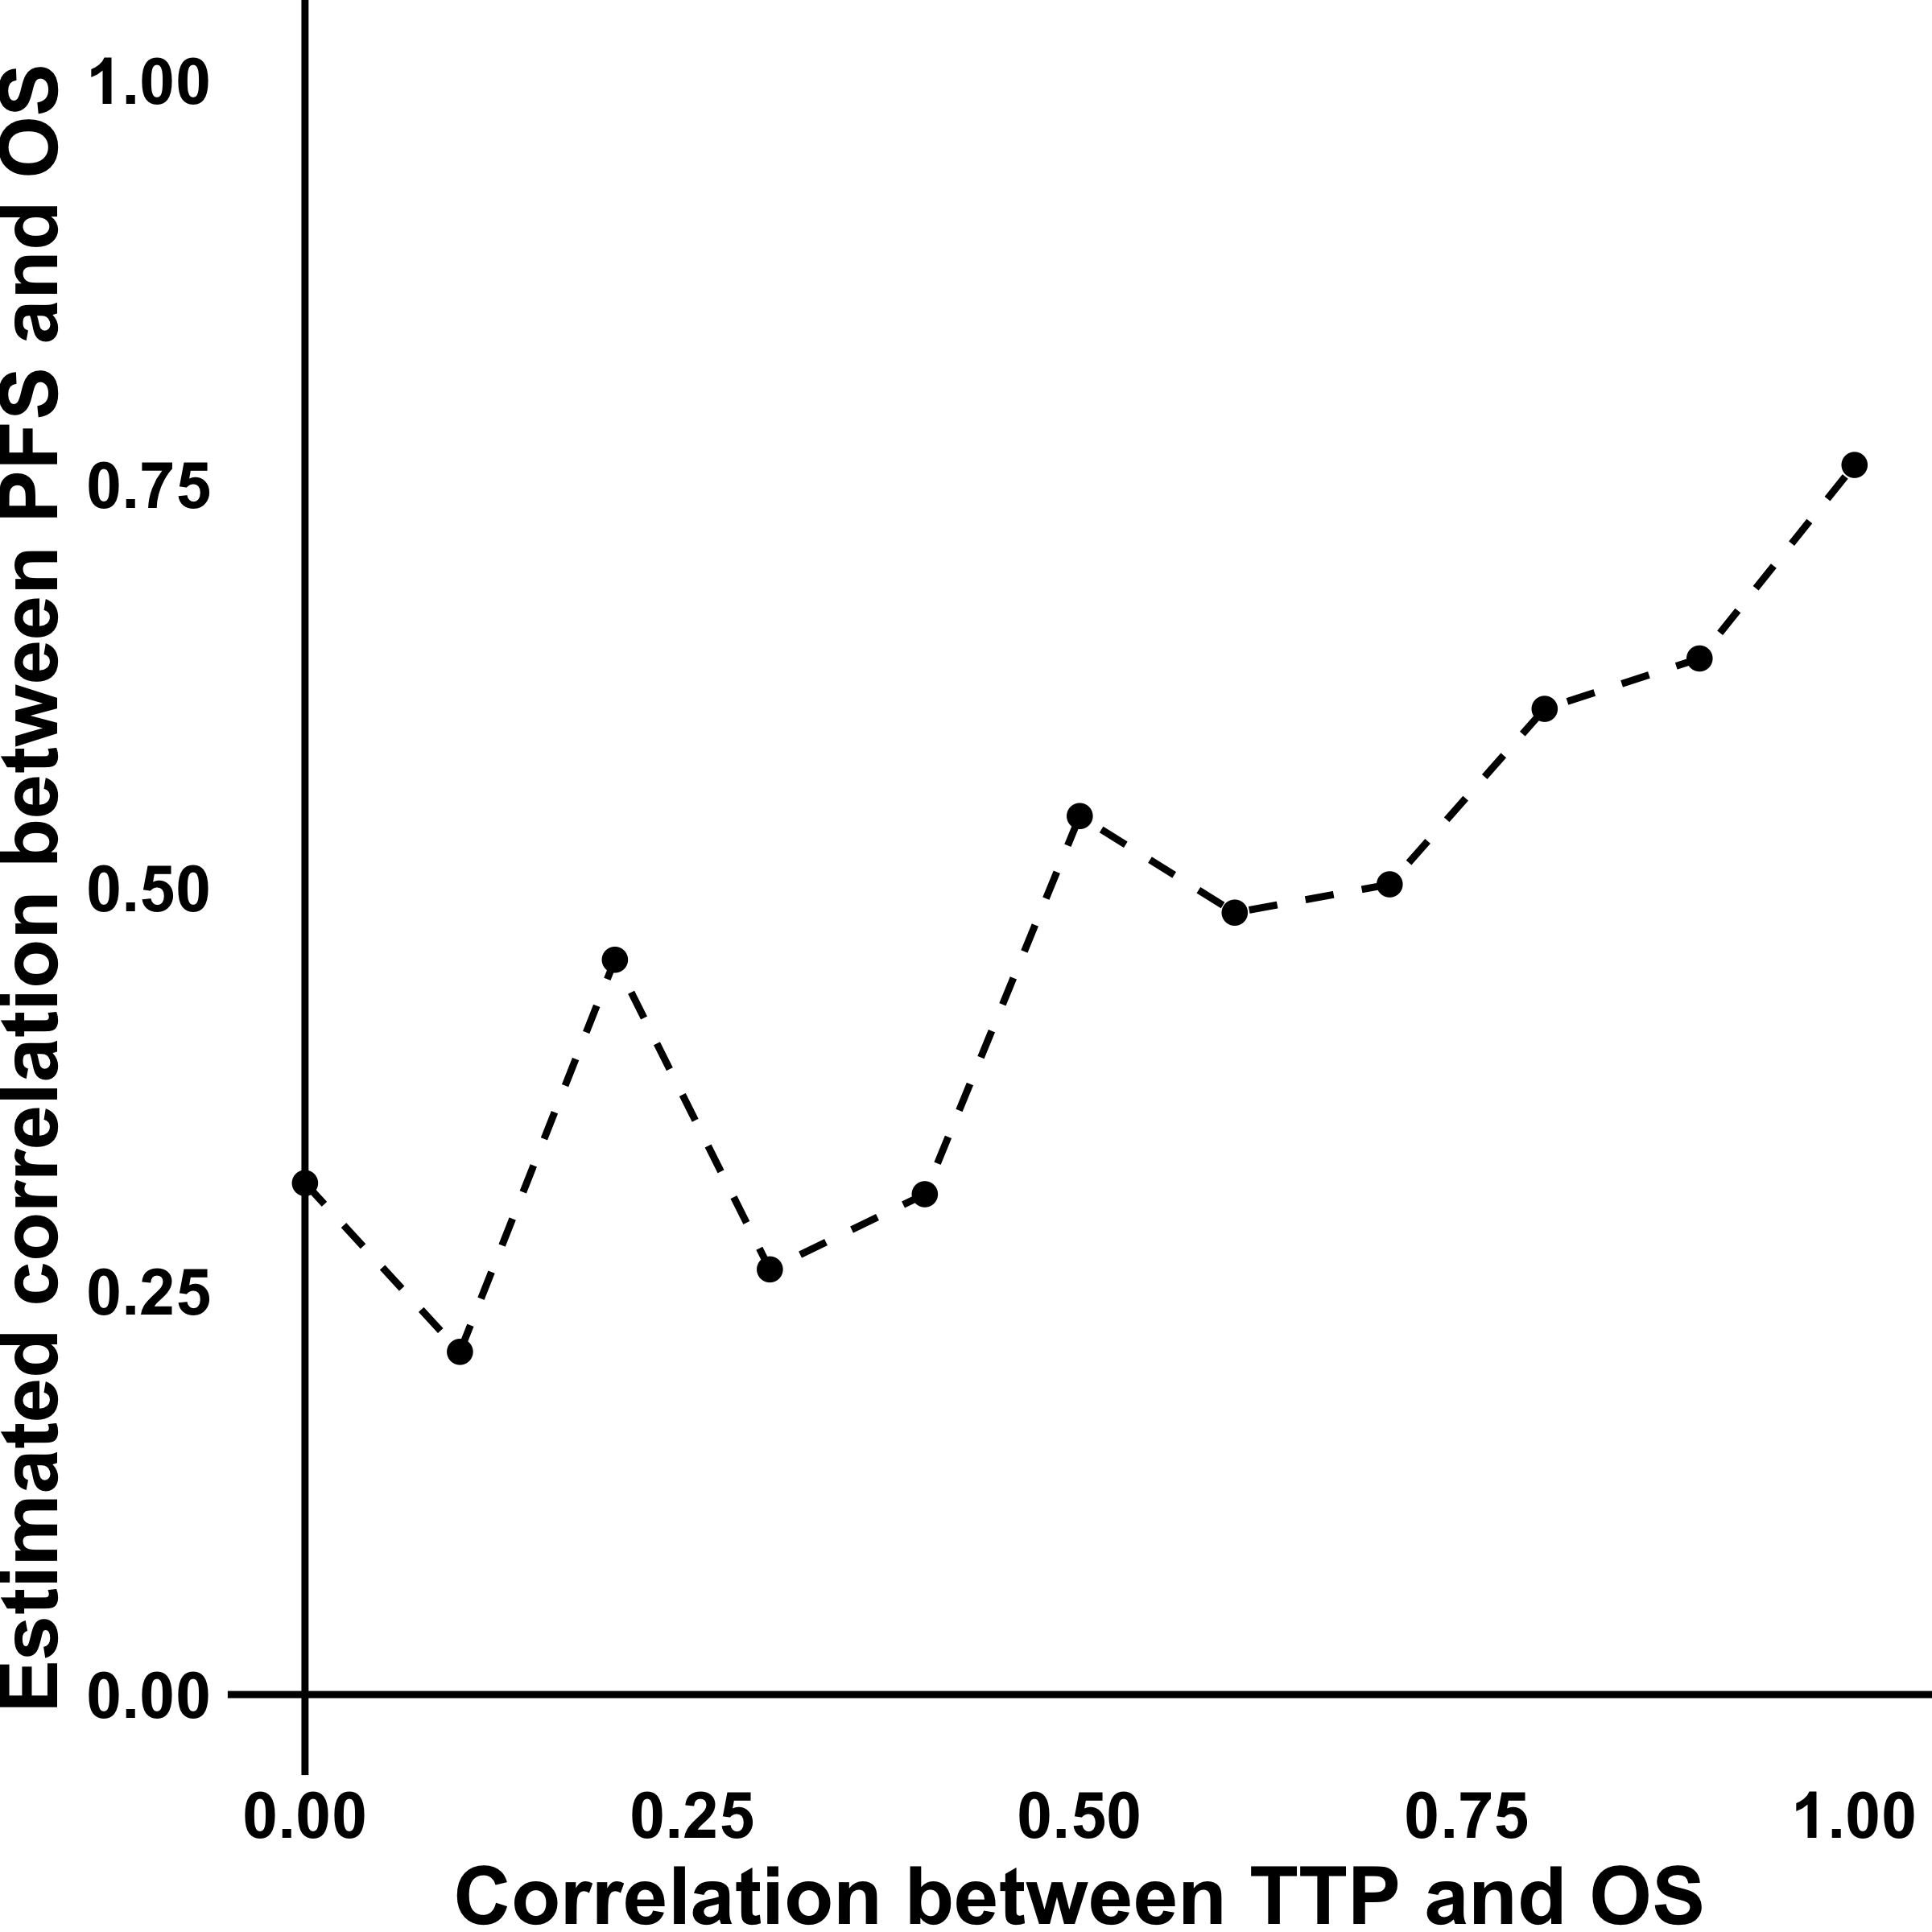 Estimated correlation between PFS and OS
1.00
0.75
0.50
0.25
0.00
0.00 0.25 0.50 0.75 1.00
Correlation between TTP and OS